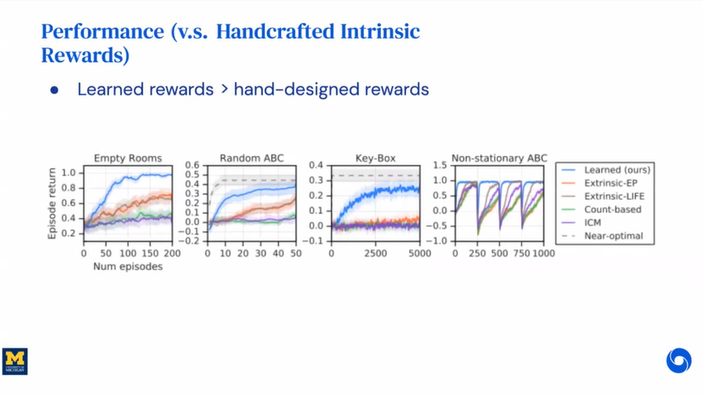 Performance (v.s. Handcrafted Intrinsic
Rewards)
● Learned rewards > hand-designed rewards
Empty Rooms
Random ABC
Key-Box
Non-stationary ABC
Episode return
1.0
0.8
0.6
0.4
0.2
0 50 100 150 200
Num episodes
0.6
0.5
0.4
0.3
0.2
0.1
0.0
−0.1
−0.2
0 10 20 30 40 50
0.4
0.3
0.2
0.1
0.0
−0.1
0 2500 5000
1.5
1.0
0.5
0.0
−0.5
−1.0
0 250 500 750 1000
Learned (ours)
Extrinsic-EP
Extrinsic-LIFE
Count-based
ICM
Near-optimal
M